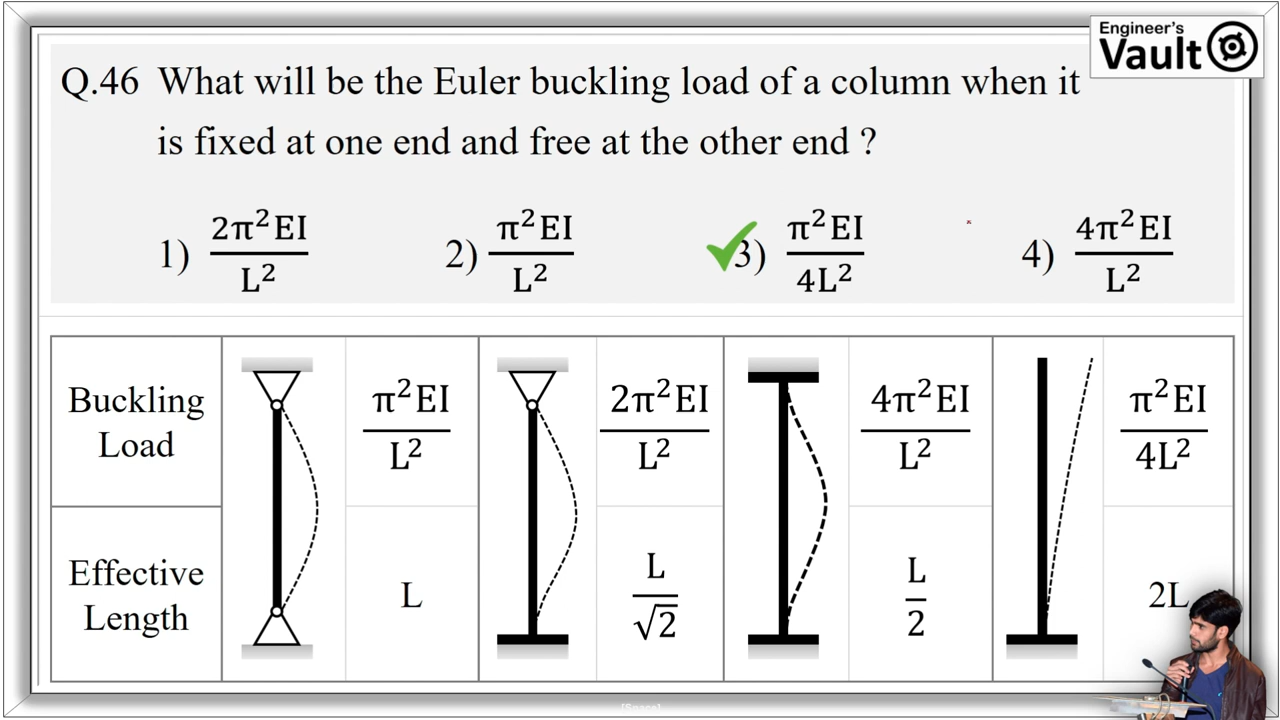 Engineer's
Vault
Q.46 What will be the Euler buckling load of a column when it
is fixed at one end and free at the other end ?
1) 2π²EI / L² 2) π²EI / L² 3) π²EI / 4L² 4) 4π²EI / L²
Buckling
Load
π²EI / L² 2π²EI / L² 4π²EI / L² π²EI / 4L²
Effective
Length
L L / √2 L / 2 2L
[Space]